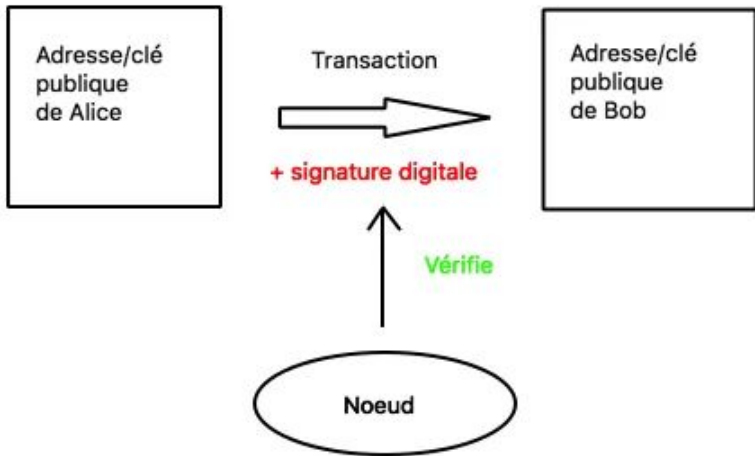 Adresse/clé
publique
de Alice
Transaction
+ signature digitale
Adresse/clé
publique
de Bob
Vérifie
Noeud